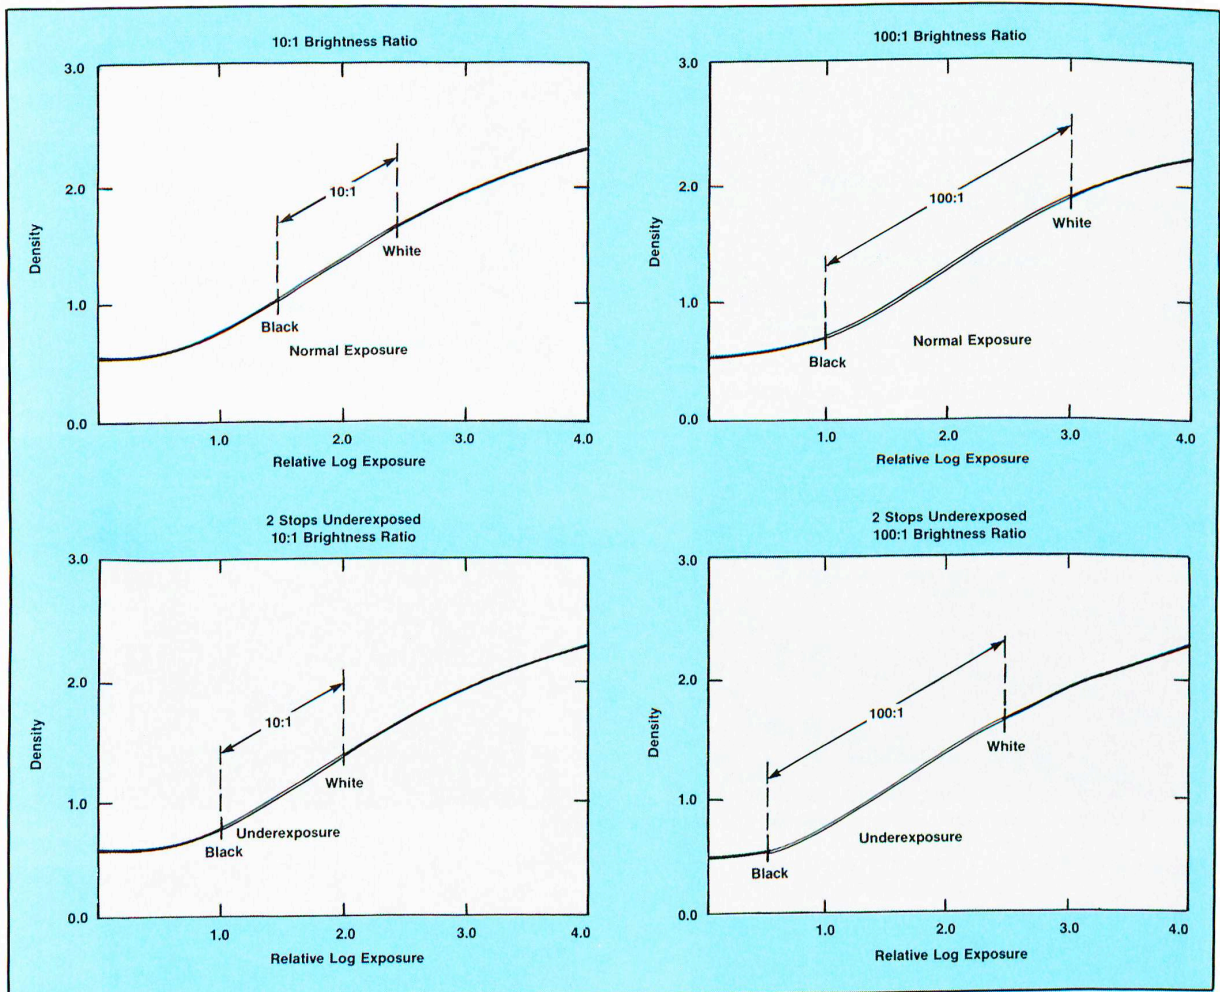 10:1 Brightness Ratio
3.0
2.0
1.0
0.0
Density
10:1
White
Black
Normal Exposure
1.0
2.0
3.0
4.0
Relative Log Exposure
100:1 Brightness Ratio
3.0
2.0
1.0
0.0
Density
100:1
White
Black
Normal Exposure
1.0
2.0
3.0
4.0
Relative Log Exposure
2 Stops Underexposed
10:1 Brightness Ratio
3.0
2.0
1.0
0.0
Density
10:1
White
Underexposure
Black
1.0
2.0
3.0
4.0
Relative Log Exposure
2 Stops Underexposed
100:1 Brightness Ratio
3.0
2.0
1.0
0.0
Density
100:1
White
Underexposure
Black
1.0
2.0
3.0
4.0
Relative Log Exposure